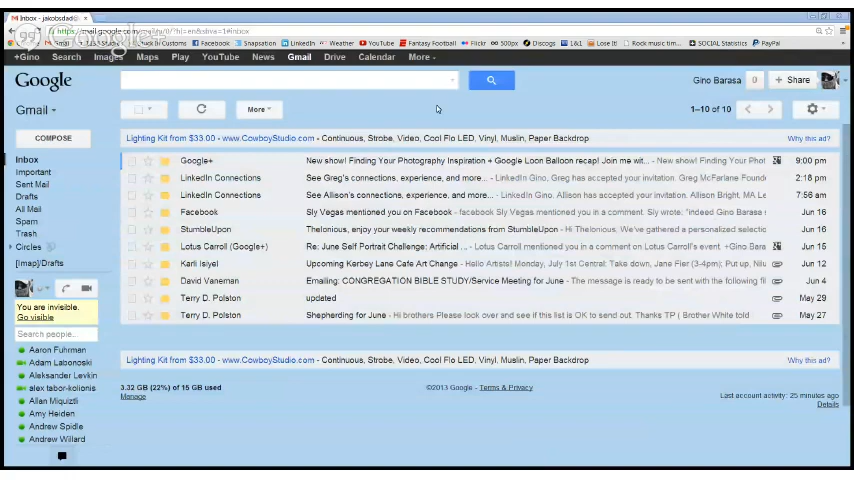 Inbox - jakobsdad@
https://mail.google.com/mail/u/0/?hl=en&shva=1#inbox
Google+
Gmail
Chuck In Customs
Facebook
Snapsation
LinkedIn
Weather
YouTube
Fantasy Football
Flickr
500px
Discogs
1&1
Lose It!
Rock music tim...
SOCIAL Statistics
PayPal
+Gino Search Images Maps Play YouTube News Gmail Drive Calendar More
Google
Gino Barasa 0 + Share
Gmail
More
1–10 of 10
COMPOSE
Lighting Kit from $33.00 - www.CowboyStudio.com - Continuous, Strobe, Video, Cool Flo LED, Vinyl, Muslin, Paper Backdrop Why this ad?
Inbox
Important
Sent Mail
Drafts
All Mail
Spam
Trash
Circles
[Imap]/Drafts
Google+ New show! Finding Your Photography Inspiration + Google Loon Balloon recap! Join me wit... - New show! Finding Your Phot 9:00 pm
LinkedIn Connections See Greg's connections, experience, and more... - LinkedIn Gino, Greg has accepted your invitation. Greg McFarlane Founde 2:18 pm
LinkedIn Connections See Allison's connections, experience, and more... - LinkedIn Gino, Allison has accepted your invitation. Allison Bright, MA Le 7:56 am
Facebook Sly Vegas mentioned you on Facebook - facebook Sly Vegas mentioned you in a comment. Sly wrote: "indeed Gino Barasa s Jun 16
StumbleUpon Thelonious, enjoy your weekly recommendations from StumbleUpon - Hi Thelonious, We've gathered a personalized selectio Jun 16
Lotus Carroll (Google+) Re: June Self Portrait Challenge: Artificial ... - Lotus Carroll mentioned you in a comment on Lotus Carroll's event. +Gino Bara Jun 15
Karli Isiyel Upcoming Kerbey Lane Cafe Art Change - Hello Artists! Monday, July 1st Central: Take down, Jane Fier (3-4pm); Put up, Nilu Jun 12
David Vaneman Emailing: CONGREGATION BIBLE STUDY/Service Meeting for June - The message is ready to be sent with the following fil Jun 4
Terry D. Polston updated May 29
Terry D. Polston Shepherding for June - Hi brothers Please look over and see if this list is OK to send out. Thanks TP ( Brother White told May 27
You are invisible.
Go visible
Search people...
Aaron Fuhrman
Adam Labonoski
Aleksander Levkin
alex tabor-kolionis
Allan Miquiztli
Amy Heiden
Andrew Spidle
Andrew Willard
Lighting Kit from $33.00 - www.CowboyStudio.com - Continuous, Strobe, Video, Cool Flo LED, Vinyl, Muslin, Paper Backdrop Why this ad?
3.32 GB (22%) of 15 GB used
Manage
©2013 Google - Terms & Privacy
Last account activity: 25 minutes ago
Details